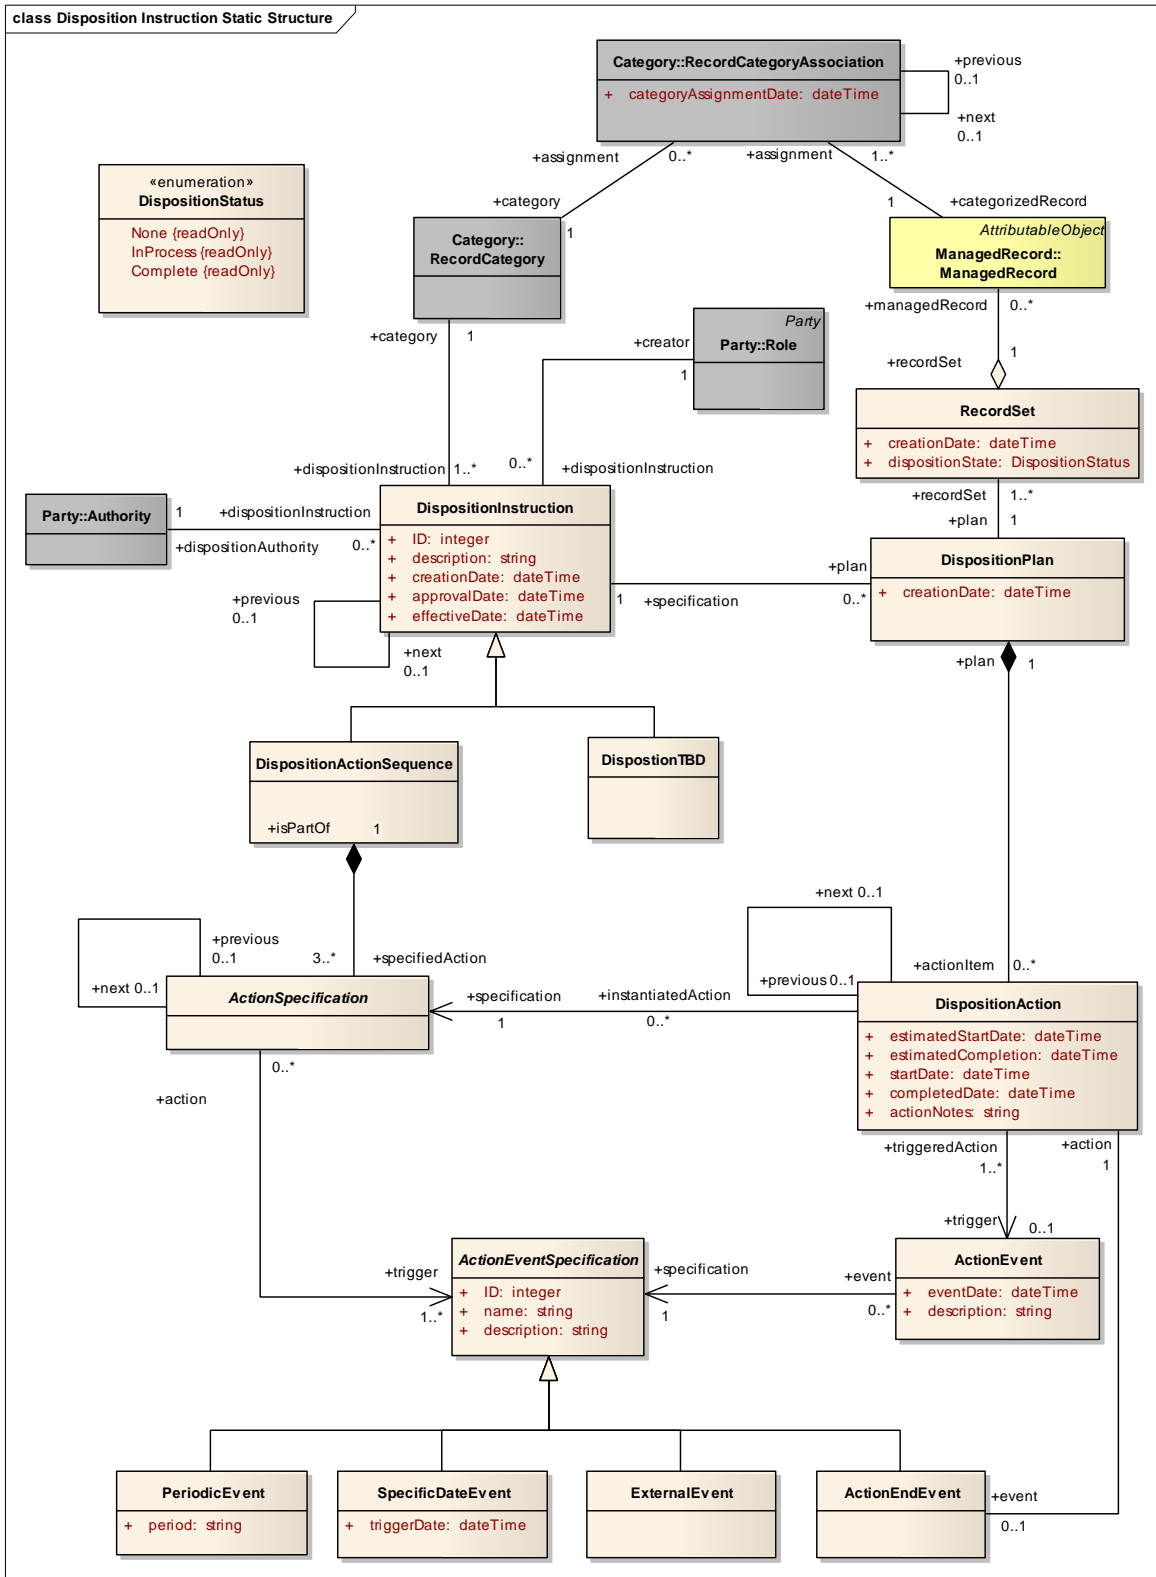 class Disposition Instruction Static Structure
Category::RecordCategoryAssociation
+ categoryAssignmentDate: dateTime
+previous
0..1
+next
0..1
+assignment
0..*
+assignment
1..*
«enumeration»
DispositionStatus
None {readOnly}
InProcess {readOnly}
Complete {readOnly}
+category
1
1
+categorizedRecord
Category::
RecordCategory
AttributableObject
ManagedRecord::
ManagedRecord
+category
1
+managedRecord
0..*
Party
Party::Role
+creator
1
1
+recordSet
RecordSet
+ creationDate: dateTime
+ dispositionState: DispositionStatus
+dispositionInstruction
1..*
0..*
+dispositionInstruction
+recordSet
1..*
+plan
1
Party::Authority
1
+dispositionInstruction
+dispositionAuthority
0..*
DispositionInstruction
+ ID: integer
+ description: string
+ creationDate: dateTime
+ approvalDate: dateTime
+ effectiveDate: dateTime
DispositionPlan
+ creationDate: dateTime
+plan
0..*
1
+specification
+previous
0..1
+next
0..1
+plan
1
DispositionActionSequence
+isPartOf
1
DispostionTBD
+previous
0..1
+next 0..1
3..*
+specifiedAction
+next 0..1
+previous 0..1
+actionItem
0..*
ActionSpecification
+specification
1
+instantiatedAction
0..*
DispositionAction
+ estimatedStartDate: dateTime
+ estimatedCompletion: dateTime
+ startDate: dateTime
+ completedDate: dateTime
+ actionNotes: string
0..*
+action
+triggeredAction
1..*
+action
1
+trigger
0..1
+trigger
1..*
ActionEventSpecification
+ ID: integer
+ name: string
+ description: string
+specification
1
+event
0..*
ActionEvent
+ eventDate: dateTime
+ description: string
PeriodicEvent
+ period: string
SpecificDateEvent
+ triggerDate: dateTime
ExternalEvent
ActionEndEvent
+event
0..1